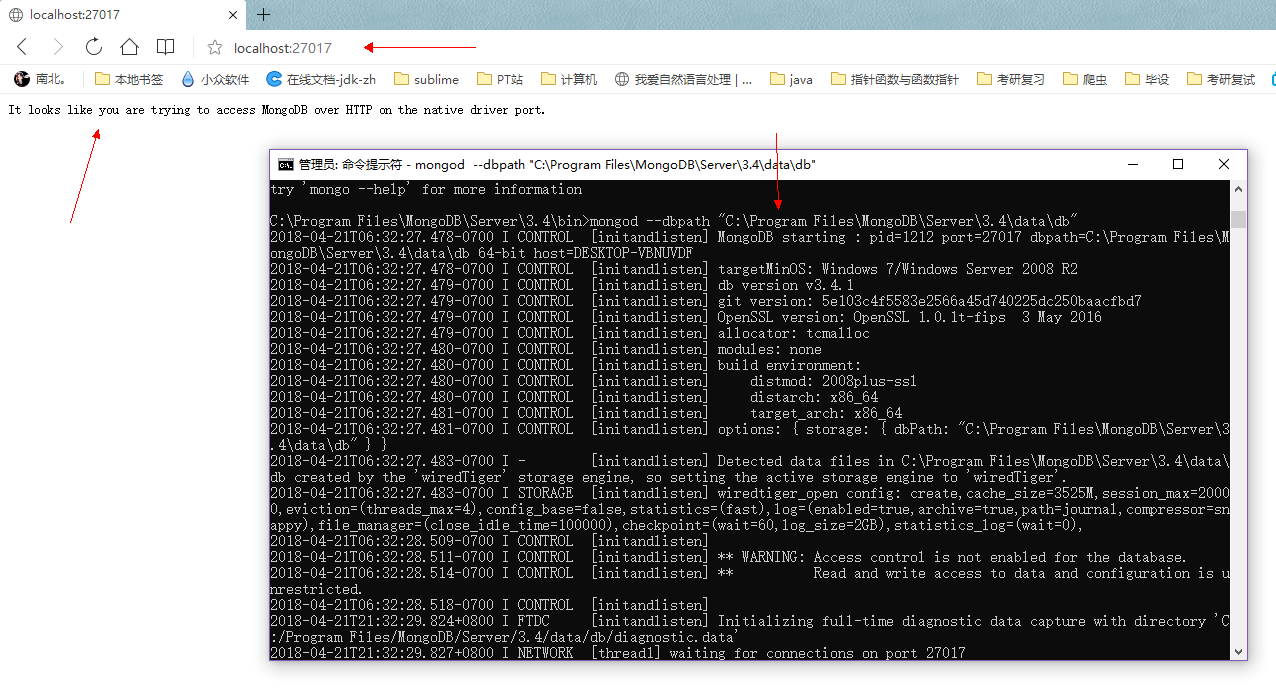 localhost:27017
localhost:27017
南北。 本地书签 小众软件 在线文档-jdk-zh sublime PT站 计算机 我爱自然语言处理 | ... java 指针函数与函数指针 考研复习 爬虫 毕设 考研复试
It looks like you are trying to access MongoDB over HTTP on the native driver port.
管理员: 命令提示符 - mongod  --dbpath "C:\Program Files\MongoDB\Server\3.4\data\db"
try 'mongo --help' for more information
C:\Program Files\MongoDB\Server\3.4\bin>mongod --dbpath "C:\Program Files\MongoDB\Server\3.4\data\db"
2018-04-21T06:32:27.478-0700 I CONTROL  [initandlisten] MongoDB starting : pid=1212 port=27017 dbpath=C:\Program Files\M
ongoDB\Server\3.4\data\db 64-bit host=DESKTOP-VBNUVDF
2018-04-21T06:32:27.478-0700 I CONTROL  [initandlisten] targetMinOS: Windows 7/Windows Server 2008 R2
2018-04-21T06:32:27.479-0700 I CONTROL  [initandlisten] db version v3.4.1
2018-04-21T06:32:27.479-0700 I CONTROL  [initandlisten] git version: 5e103c4f5583e2566a45d740225dc250baacfbd7
2018-04-21T06:32:27.479-0700 I CONTROL  [initandlisten] OpenSSL version: OpenSSL 1.0.1t-fips  3 May 2016
2018-04-21T06:32:27.479-0700 I CONTROL  [initandlisten] allocator: tcmalloc
2018-04-21T06:32:27.480-0700 I CONTROL  [initandlisten] modules: none
2018-04-21T06:32:27.480-0700 I CONTROL  [initandlisten] build environment:
2018-04-21T06:32:27.480-0700 I CONTROL  [initandlisten]     distmod: 2008plus-ssl
2018-04-21T06:32:27.480-0700 I CONTROL  [initandlisten]     distarch: x86_64
2018-04-21T06:32:27.481-0700 I CONTROL  [initandlisten]     target_arch: x86_64
2018-04-21T06:32:27.481-0700 I CONTROL  [initandlisten] options: { storage: { dbPath: "C:\Program Files\MongoDB\Server\3
.4\data\db" } }
2018-04-21T06:32:27.483-0700 I -        [initandlisten] Detected data files in C:\Program Files\MongoDB\Server\3.4\data\
db created by the 'wiredTiger' storage engine, so setting the active storage engine to 'wiredTiger'.
2018-04-21T06:32:27.483-0700 I STORAGE  [initandlisten] wiredtiger_open config: create,cache_size=3525M,session_max=2000
0,eviction=(threads_max=4),config_base=false,statistics=(fast),log=(enabled=true,archive=true,path=journal,compressor=sn
appy),file_manager=(close_idle_time=100000),checkpoint=(wait=60,log_size=2GB),statistics_log=(wait=0),
2018-04-21T06:32:28.509-0700 I CONTROL  [initandlisten]
2018-04-21T06:32:28.511-0700 I CONTROL  [initandlisten] ** WARNING: Access control is not enabled for the database.
2018-04-21T06:32:28.514-0700 I CONTROL  [initandlisten] **          Read and write access to data and configuration is u
nrestricted.
2018-04-21T06:32:28.518-0700 I CONTROL  [initandlisten]
2018-04-21T21:32:29.824+0800 I FTDC     [initandlisten] Initializing full-time diagnostic data capture with directory 'C
:/Program Files/MongoDB/Server/3.4/data/db/diagnostic.data'
2018-04-21T21:32:29.827+0800 I NETWORK  [thread1] waiting for connections on port 27017